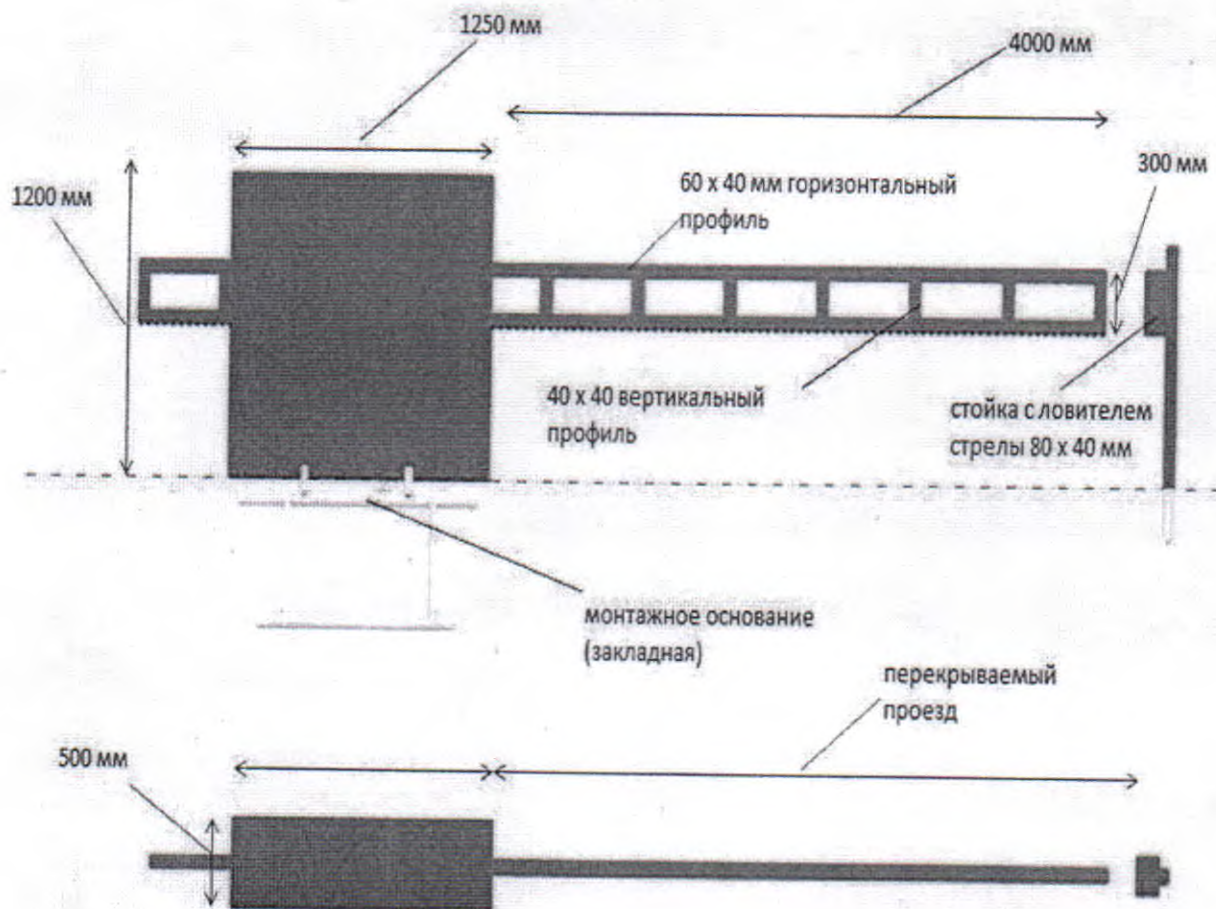 1250 мм
4000 мм
1200 мм
60 x 40 мм горизонтальный
профиль
300 мм
40 x 40 вертикальный
профиль
стойка с ловителем
стрелы 80 x 40 мм
монтажное основание
(закладная)
перекрываемый
проезд
500 мм